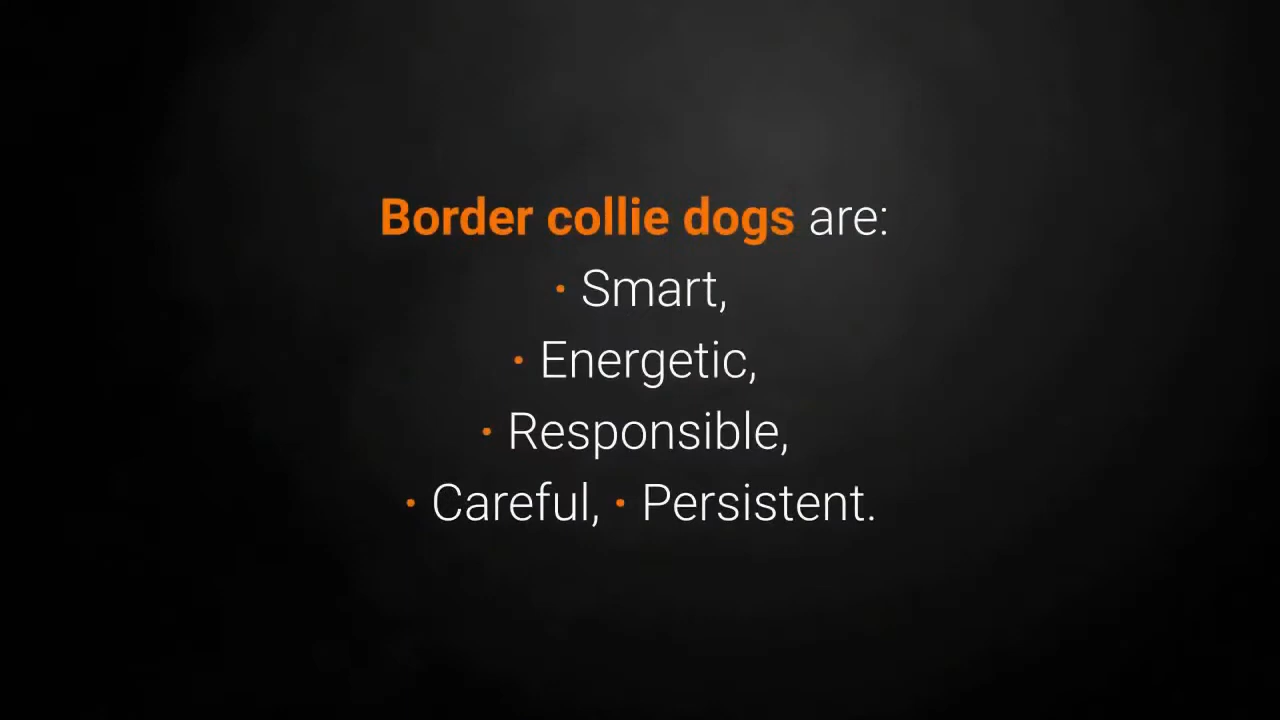 Border collie dogs are:
• Smart,
• Energetic,
• Responsible,
• Careful, • Persistent.